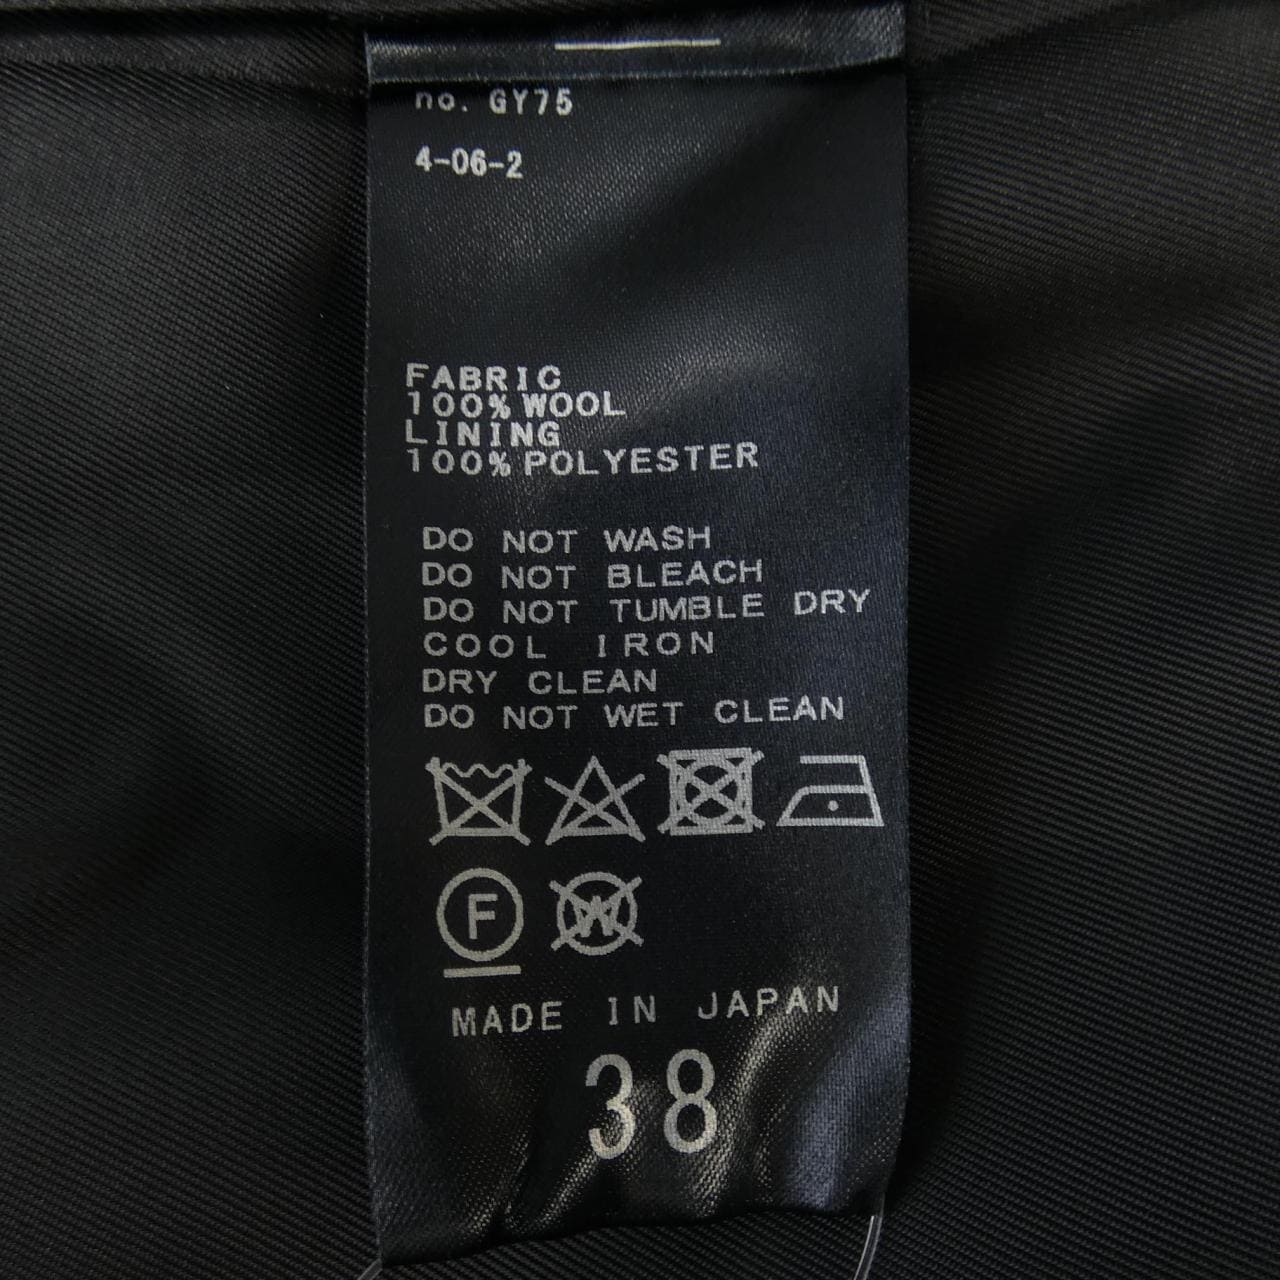 no. GY75
4-06-2
FABRIC
100% WOOL
LINING
100% POLYESTER
DO NOT WASH
DO NOT BLEACH
DO NOT TUMBLE DRY
COOL IRON
DRY CLEAN
DO NOT WET CLEAN
F W
MADE IN JAPAN
38